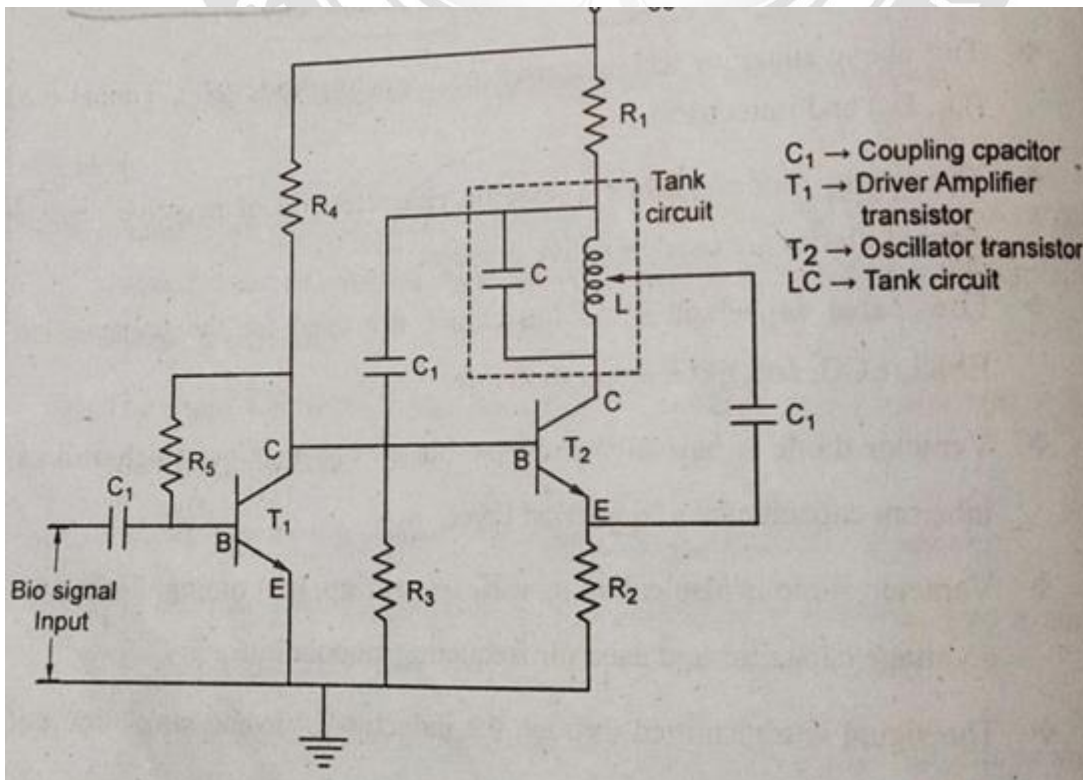 R1
R4
Tank
circuit
C
L
C1
C1
C
T2
B
E
R5
C
C1
T1
B
E
R3
R2
Bio signal
Input
C1 → Coupling cpacitor
T1 → Driver Amplifier
transistor
T2 → Oscillator transistor
LC → Tank circuit